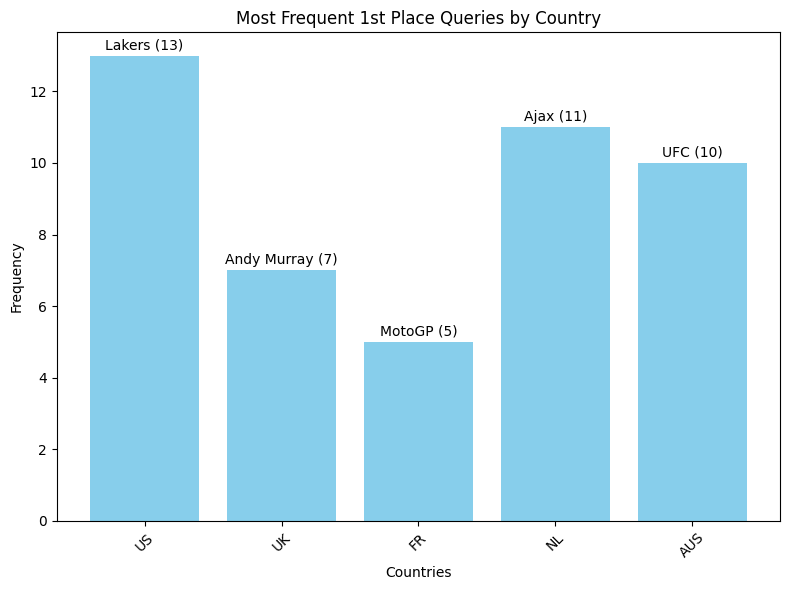 Most Frequent 1st Place Queries by Country
Lakers (13)
Andy Murray (7)
MotoGP (5)
Ajax (11)
UFC (10)
Frequency
12
10
8
6
4
2
0
US
UK
FR
NL
AUS
Countries